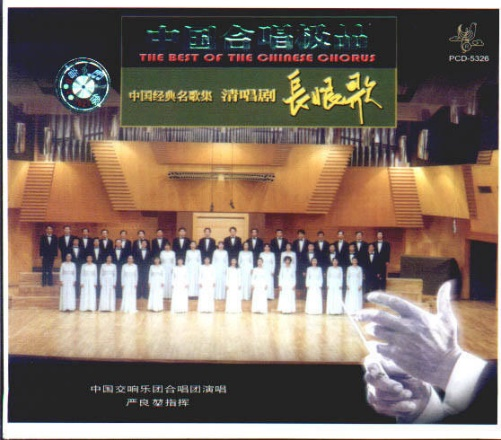 中国合唱极品
THE BEST OF THE CHINESE CHORUS
PCD-5326
中国经典名歌集 清唱剧 長恨歌
中国交响乐团合唱团演唱
严良堃指挥